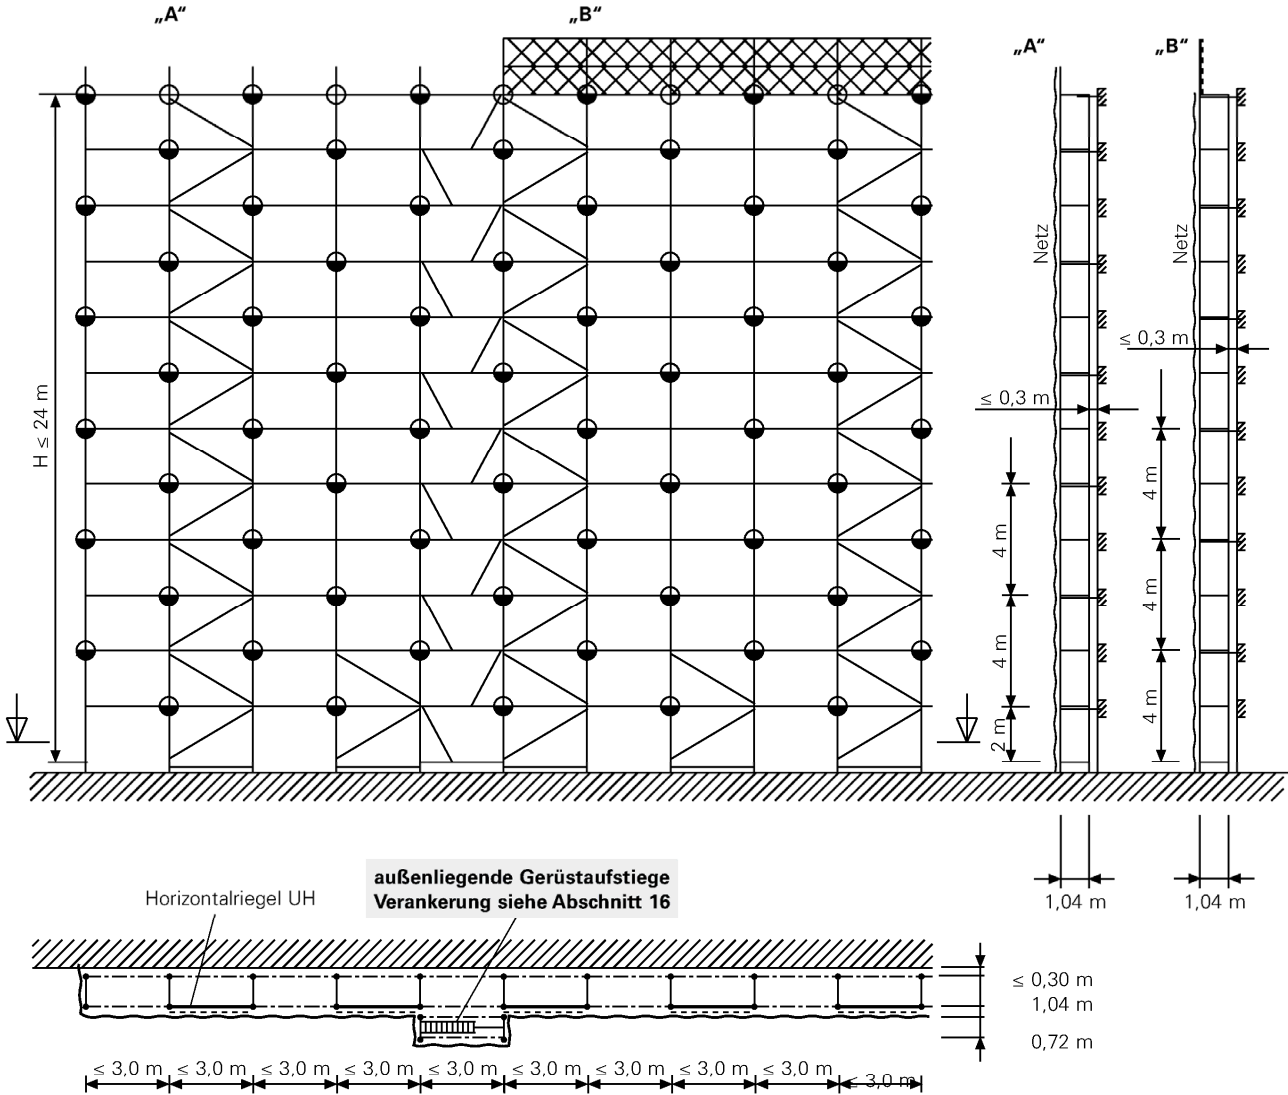 „A“
„B“
„A“
„B“
H ≤ 24 m
Netz
Netz
≤ 0,3 m
≤ 0,3 m
4 m
4 m
2 m
4 m
4 m
4 m
1,04 m
1,04 m
Horizontalriegel UH
außenliegende Gerüstaufstiege
Verankerung siehe Abschnitt 16
≤ 0,30 m
1,04 m
0,72 m
≤ 3,0 m
≤ 3,0 m
≤ 3,0 m
≤ 3,0 m
≤ 3,0 m
≤ 3,0 m
≤ 3,0 m
≤ 3,0 m
≤ 3,0 m
≤ 3,0 m